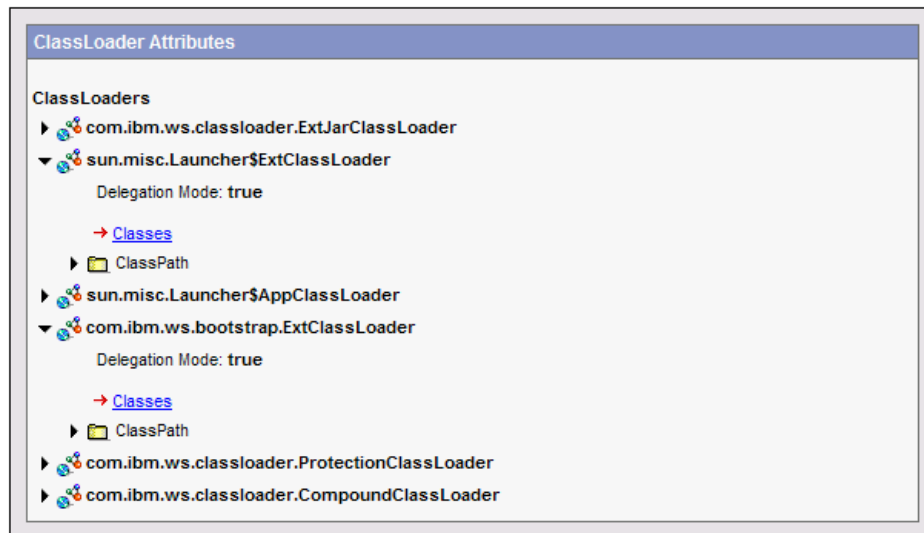 ClassLoader Attributes
ClassLoaders
com.ibm.ws.classloader.ExtJarClassLoader
sun.misc.Launcher$ExtClassLoader
Delegation Mode: true
Classes
ClassPath
sun.misc.Launcher$AppClassLoader
com.ibm.ws.bootstrap.ExtClassLoader
Delegation Mode: true
Classes
ClassPath
com.ibm.ws.classloader.ProtectionClassLoader
com.ibm.ws.classloader.CompoundClassLoader